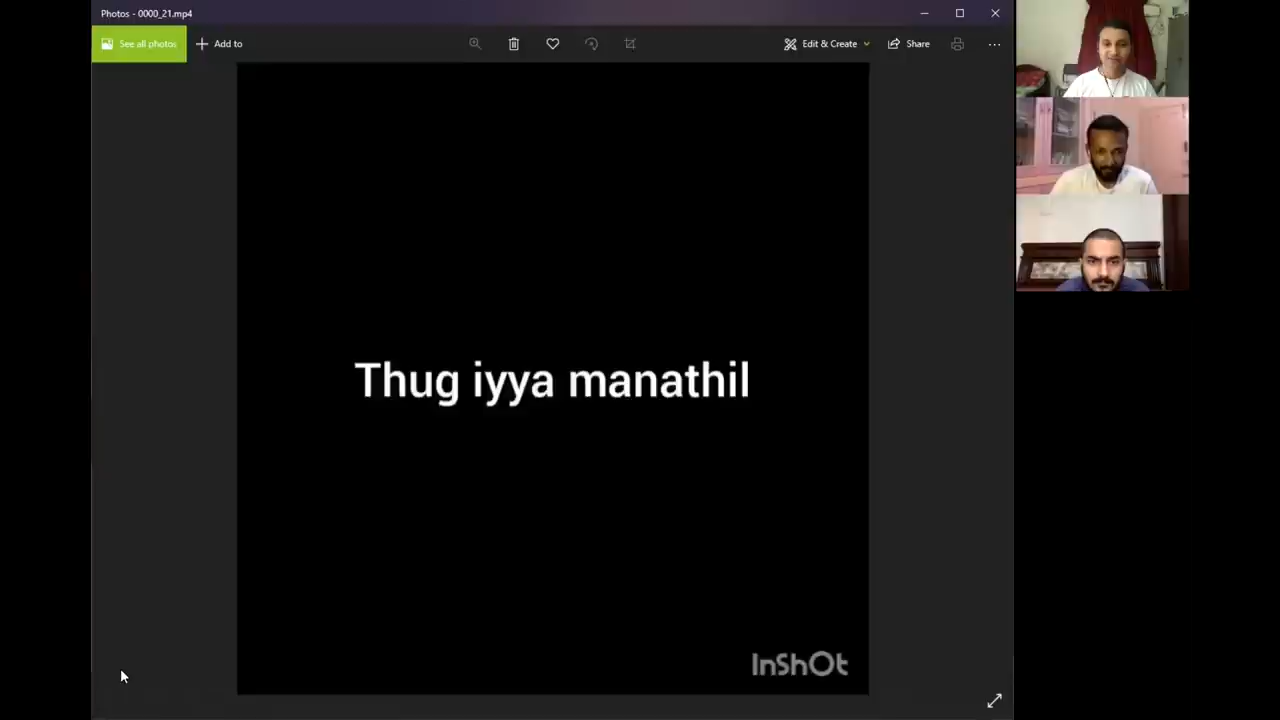 Photos - 0000_21.mp4
See all photos
Add to
Edit & Create
Share
Thug iyya manathil
InShOt